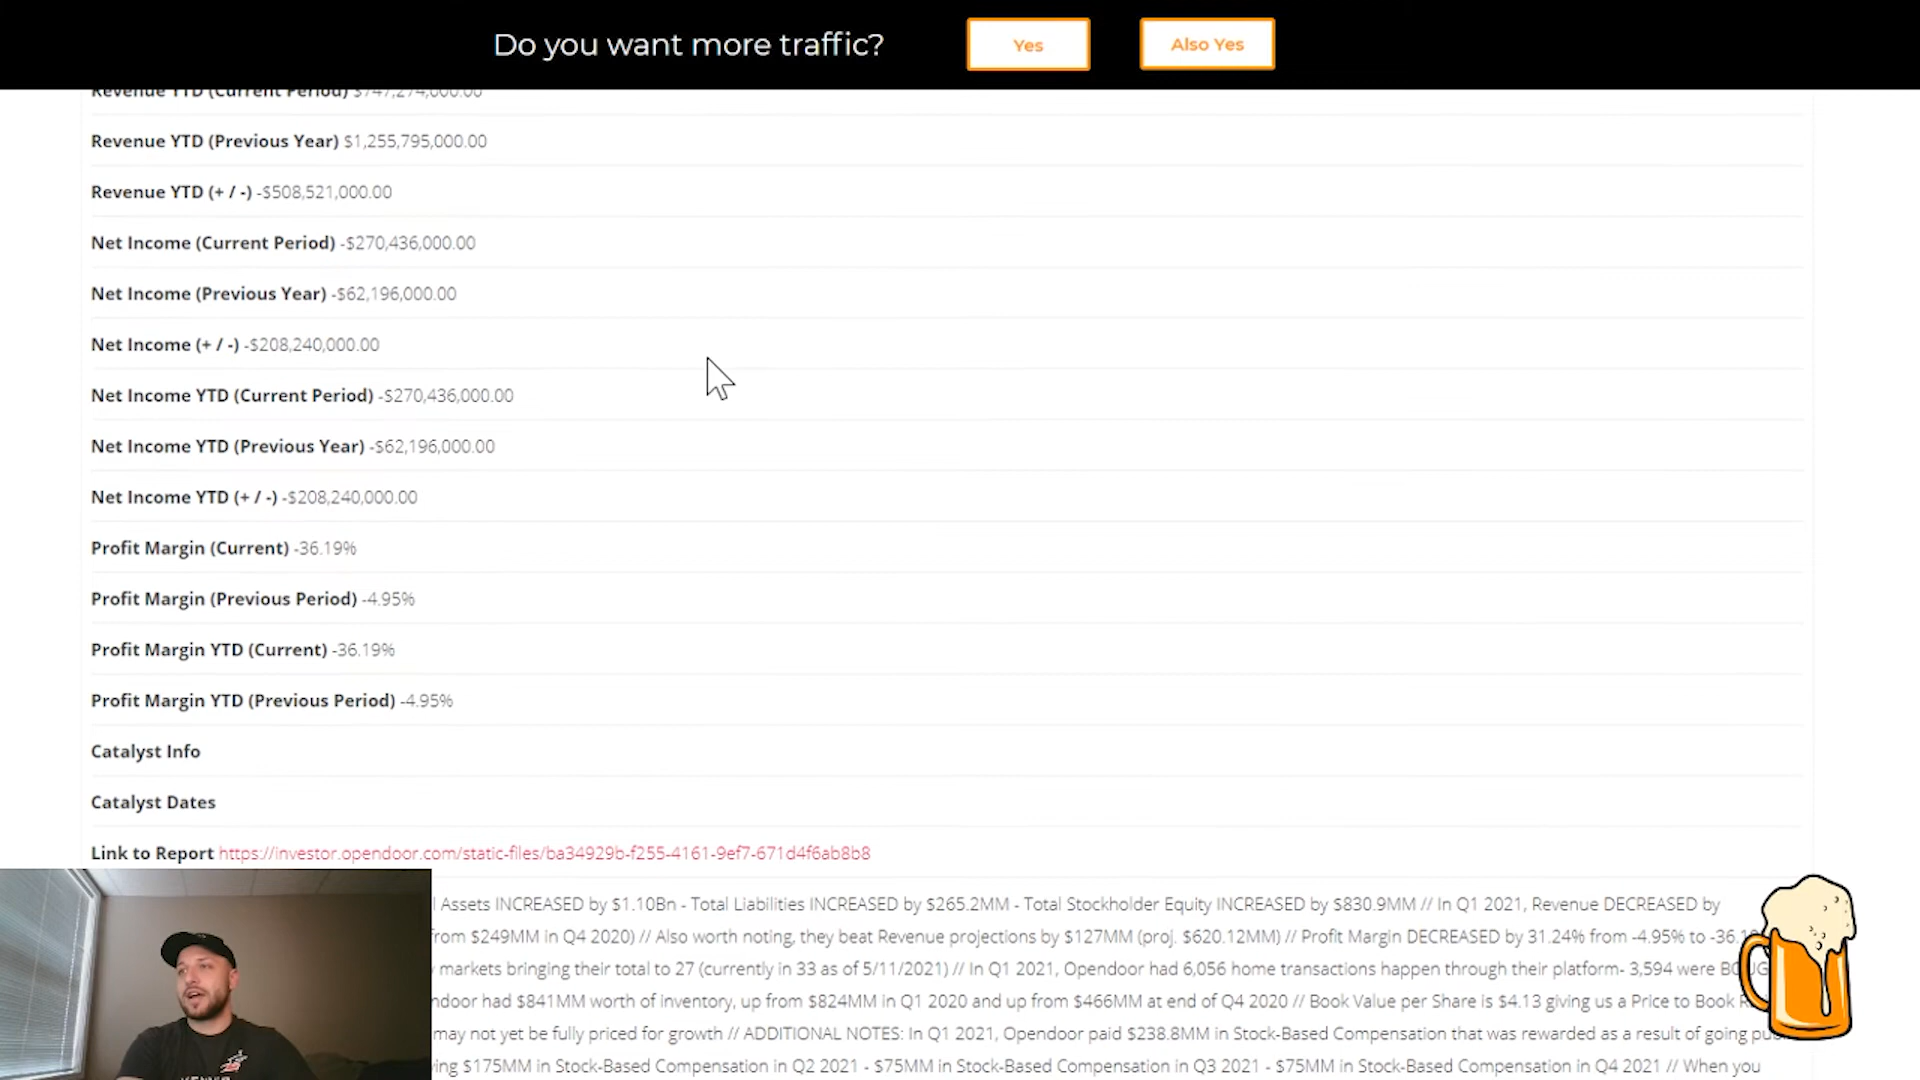 Do you want more traffic? Yes Also Yes
Revenue YTD (Current Period) $747,274,000.00
Revenue YTD (Previous Year) $1,255,795,000.00
Revenue YTD (+ / -) -$508,521,000.00
Net Income (Current Period) -$270,436,000.00
Net Income (Previous Year) -$62,196,000.00
Net Income (+ / -) -$208,240,000.00
Net Income YTD (Current Period) -$270,436,000.00
Net Income YTD (Previous Year) -$62,196,000.00
Net Income YTD (+ / -) -$208,240,000.00
Profit Margin (Current) -36.19%
Profit Margin (Previous Period) -4.95%
Profit Margin YTD (Current) -36.19%
Profit Margin YTD (Previous Period) -4.95%
Catalyst Info
Catalyst Dates
Link to Report https://investor.opendoor.com/static-files/ba34929b-f255-4161-9ef7-671d4f6ab8b8
Assets INCREASED by $1.10Bn - Total Liabilities INCREASED by $265.2MM - Total Stockholder Equity INCREASED by $830.9MM // In Q1 2021, Revenue DECREASED by
from $249MM in Q4 2020) // Also worth noting, they beat Revenue projections by $127MM (proj. $620.12MM) // Profit Margin DECREASED by 31.24% from -4.95% to
markets bringing their total to 27 (currently in 33 as of 5/11/2021) // In Q1 2021, Opendoor had 6,056 home transactions happen through their platform- 3,594 were
had $841MM worth of inventory, up from $824MM in Q1 2020 and up from $466MM at end of Q4 2020 // Book Value per Share is $4.13 giving us a Price to Book
may not yet be fully priced for growth // ADDITIONAL NOTES: In Q1 2021, Opendoor paid $238.8MM in Stock-Based Compensation that was rewarded as a result of going
$175MM in Stock-Based Compensation in Q2 2021 - $75MM in Stock-Based Compensation in Q3 2021 - $75MM in Stock-Based Compensation in Q4 2021 // When you